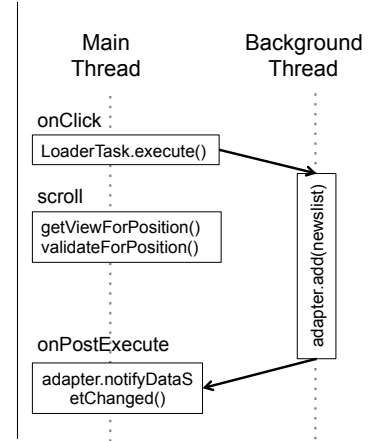 Main
Thread
Background
Thread
onClick
LoaderTask.execute()
scroll
getViewForPosition()
validateForPosition()
adapter.add(newslist)
onPostExecute
adapter.notifyDataS
etChanged()